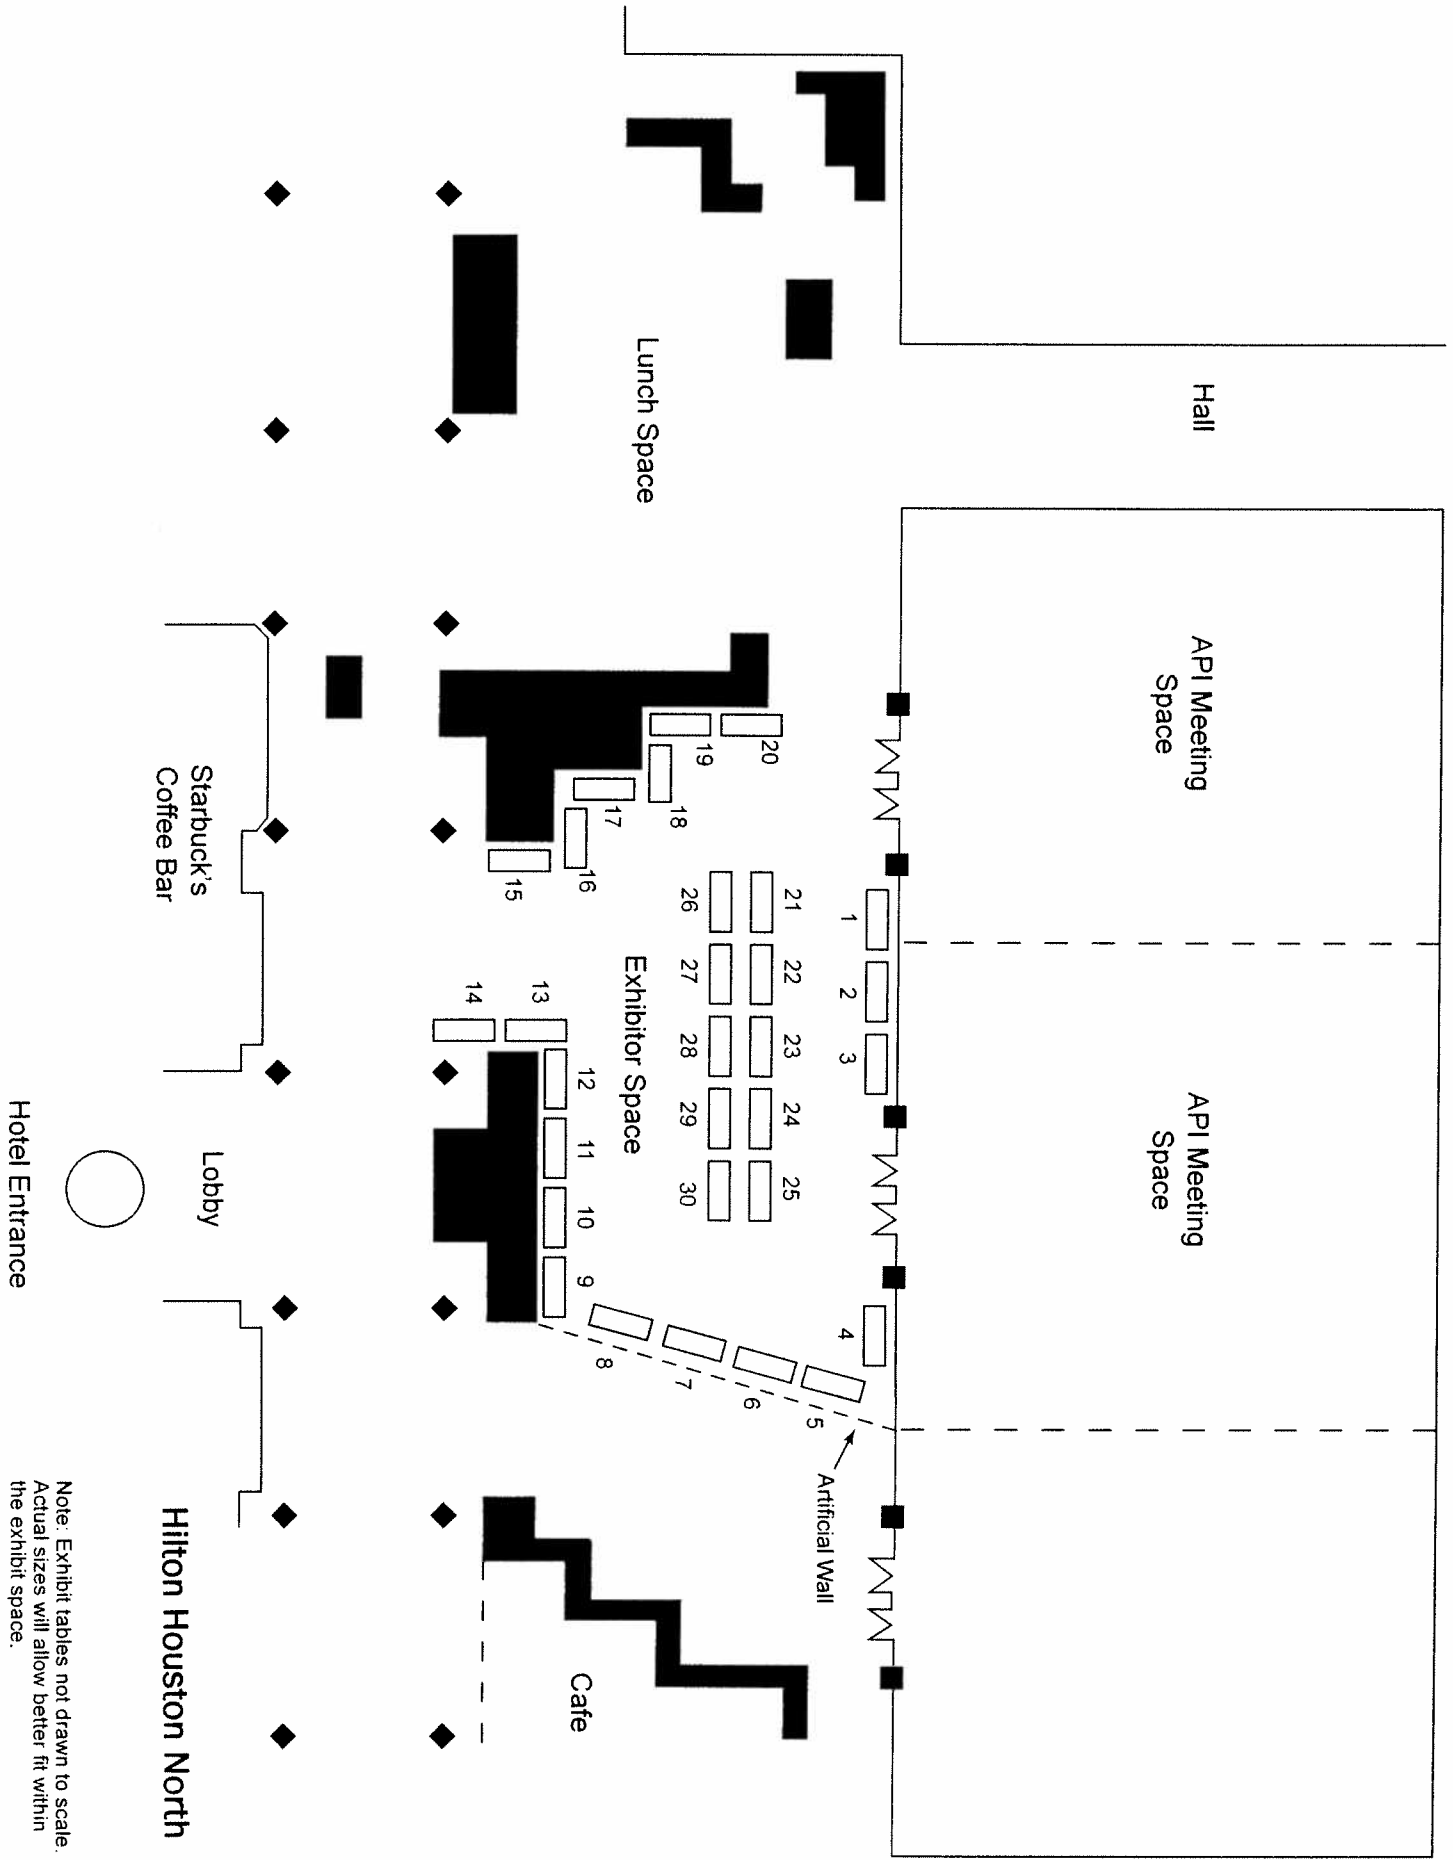 Hall
API Meeting
Space
API Meeting
Space
Lunch Space
20
19
18
17
16
15
1
2
3
4
21
22
23
24
25
26
27
28
29
30
Exhibitor Space
14
13
12
11
10
9
8
7
6
5
Artificial Wall
Cafe
Starbuck's
Coffee Bar
Lobby
Hotel Entrance
Hilton Houston North
Note: Exhibit tables not drawn to scale.
Actual sizes will allow better fit within
the exhibit space.